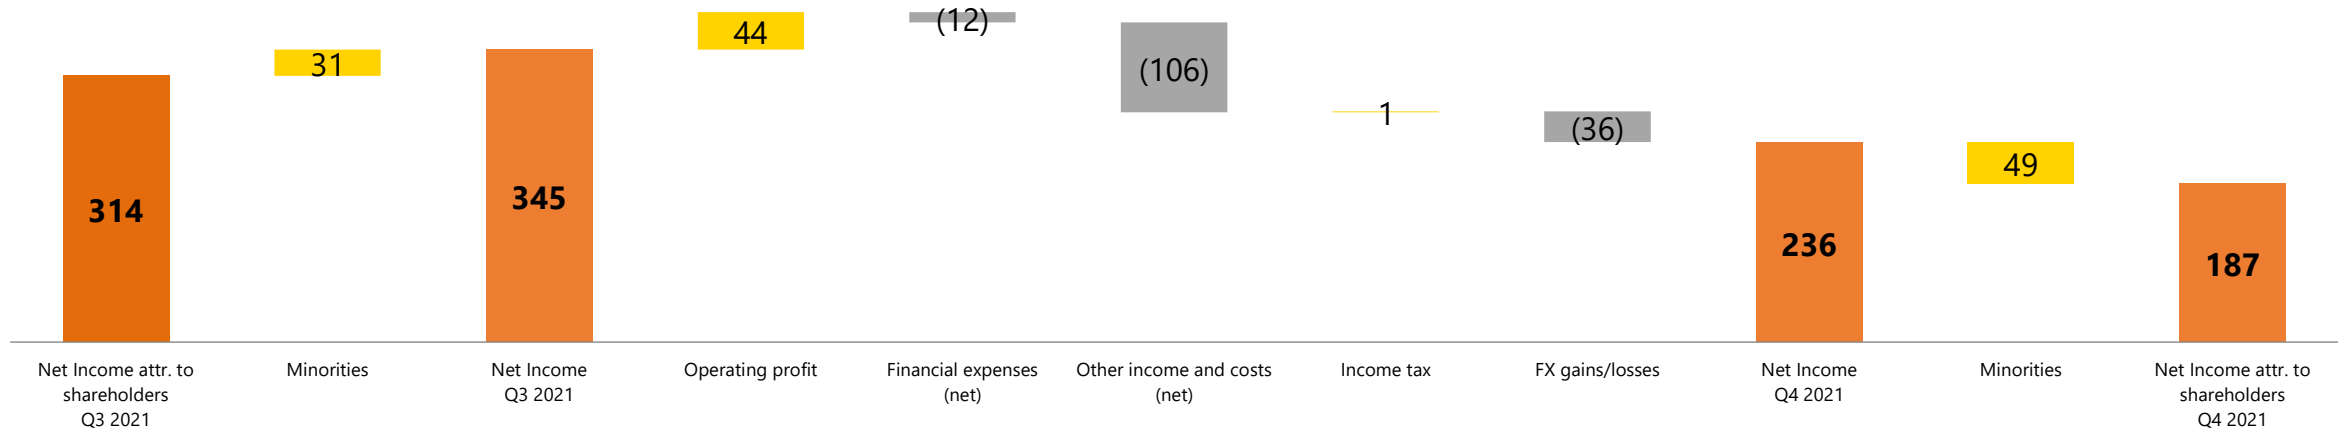 314
31
345
44
(12)
(106)
1
(36)
236
49
187
Net Income attr. to
shareholders
Q3 2021
Minorities
Net Income
Q3 2021
Operating profit
Financial expenses
(net)
Other income and costs
(net)
Income tax
FX gains/losses
Net Income
Q4 2021
Minorities
Net Income attr. to
shareholders
Q4 2021